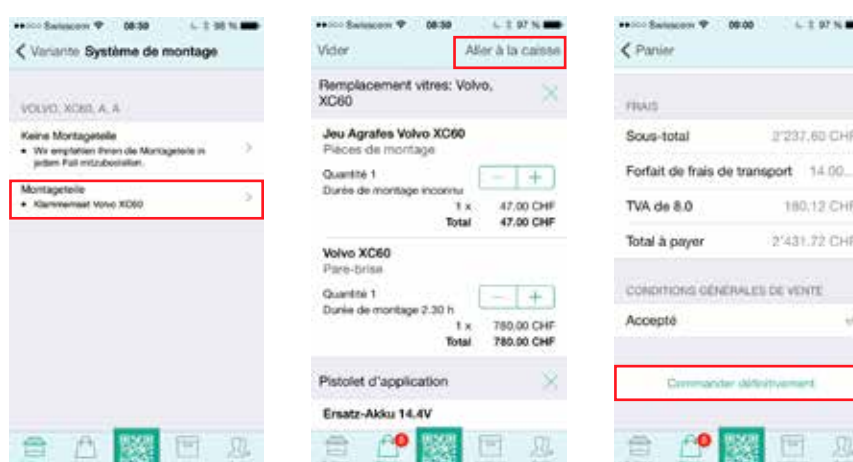 Swisscom 08:59 98 %
Variante Système de montage
VOLVO, XC60, A, A
Keine Montageteile
• Wir empfehlen Ihnen die Montageteile in
jedem Fall mitzubestellen.
Montageteile
• Klammernset Volvo XC60
Swisscom 08:59 97 %
Vider Aller à la caisse
Remplacement vitres: Volvo,
XC60
Jeu Agrafes Volvo XC60
Pièces de montage
Quantité 1
Durée de montage inconnu
1 x 47.00 CHF
Total 47.00 CHF
Volvo XC60
Pare-brise
Quantité 1
Durée de montage 2.30 h
1 x 780.00 CHF
Total 780.00 CHF
Pistolet d'application
Ersatz-Akku 14.4V
Swisscom 09:00 97 %
Panier
FRAIS
Sous-total 2'237.60 CHF
Forfait de frais de transport 14.00...
TVA de 8.0 180.12 CHF
Total à payer 2'431.72 CHF
CONDITIONS GÉNÉRALES DE VENTE
Accepté
Commander définitivement